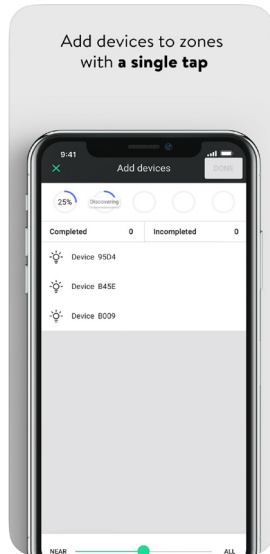 Add devices to zones
with a single tap
9:41
Add devices
DONE
25%
Discovering
Completed 0 Incompleted 0
Device 95D4
Device B45E
Device B009
NEAR ALL